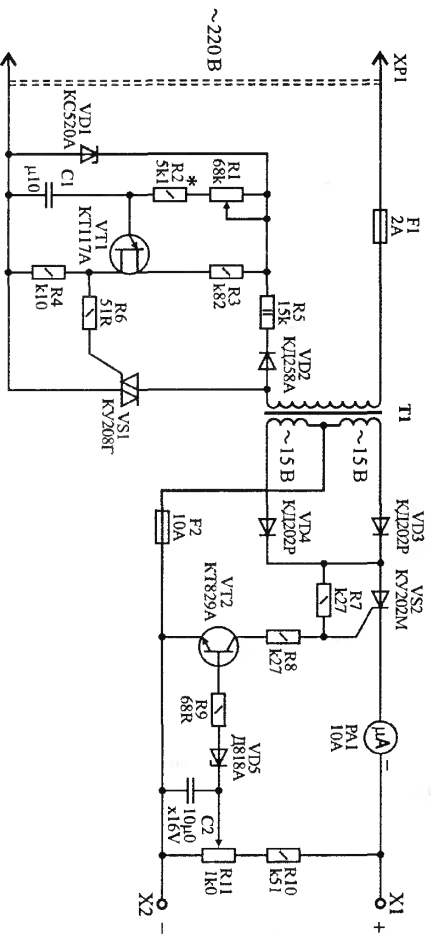 XP1
~220 В
F1
2A
VD1
КС520А
R1
68k
*
R2
5k1
C1
μ10
VT1
КТ117А
R3
k82
R4
k10
R5
15k
VD2
КД258А
R6
51R
VS1
КУ208Г
T1
~15 В
~15 В
VD3
КД202Р
VD4
КД202Р
F2
10A
VS2
КУ202М
R7
k27
R8
k27
VT2
КТ829А
R9
68R
VD5
Д818А
PA1
10A
μA
−
C2
10μ0
x16V
R10
k51
R11
1k0
X1
+
X2
−